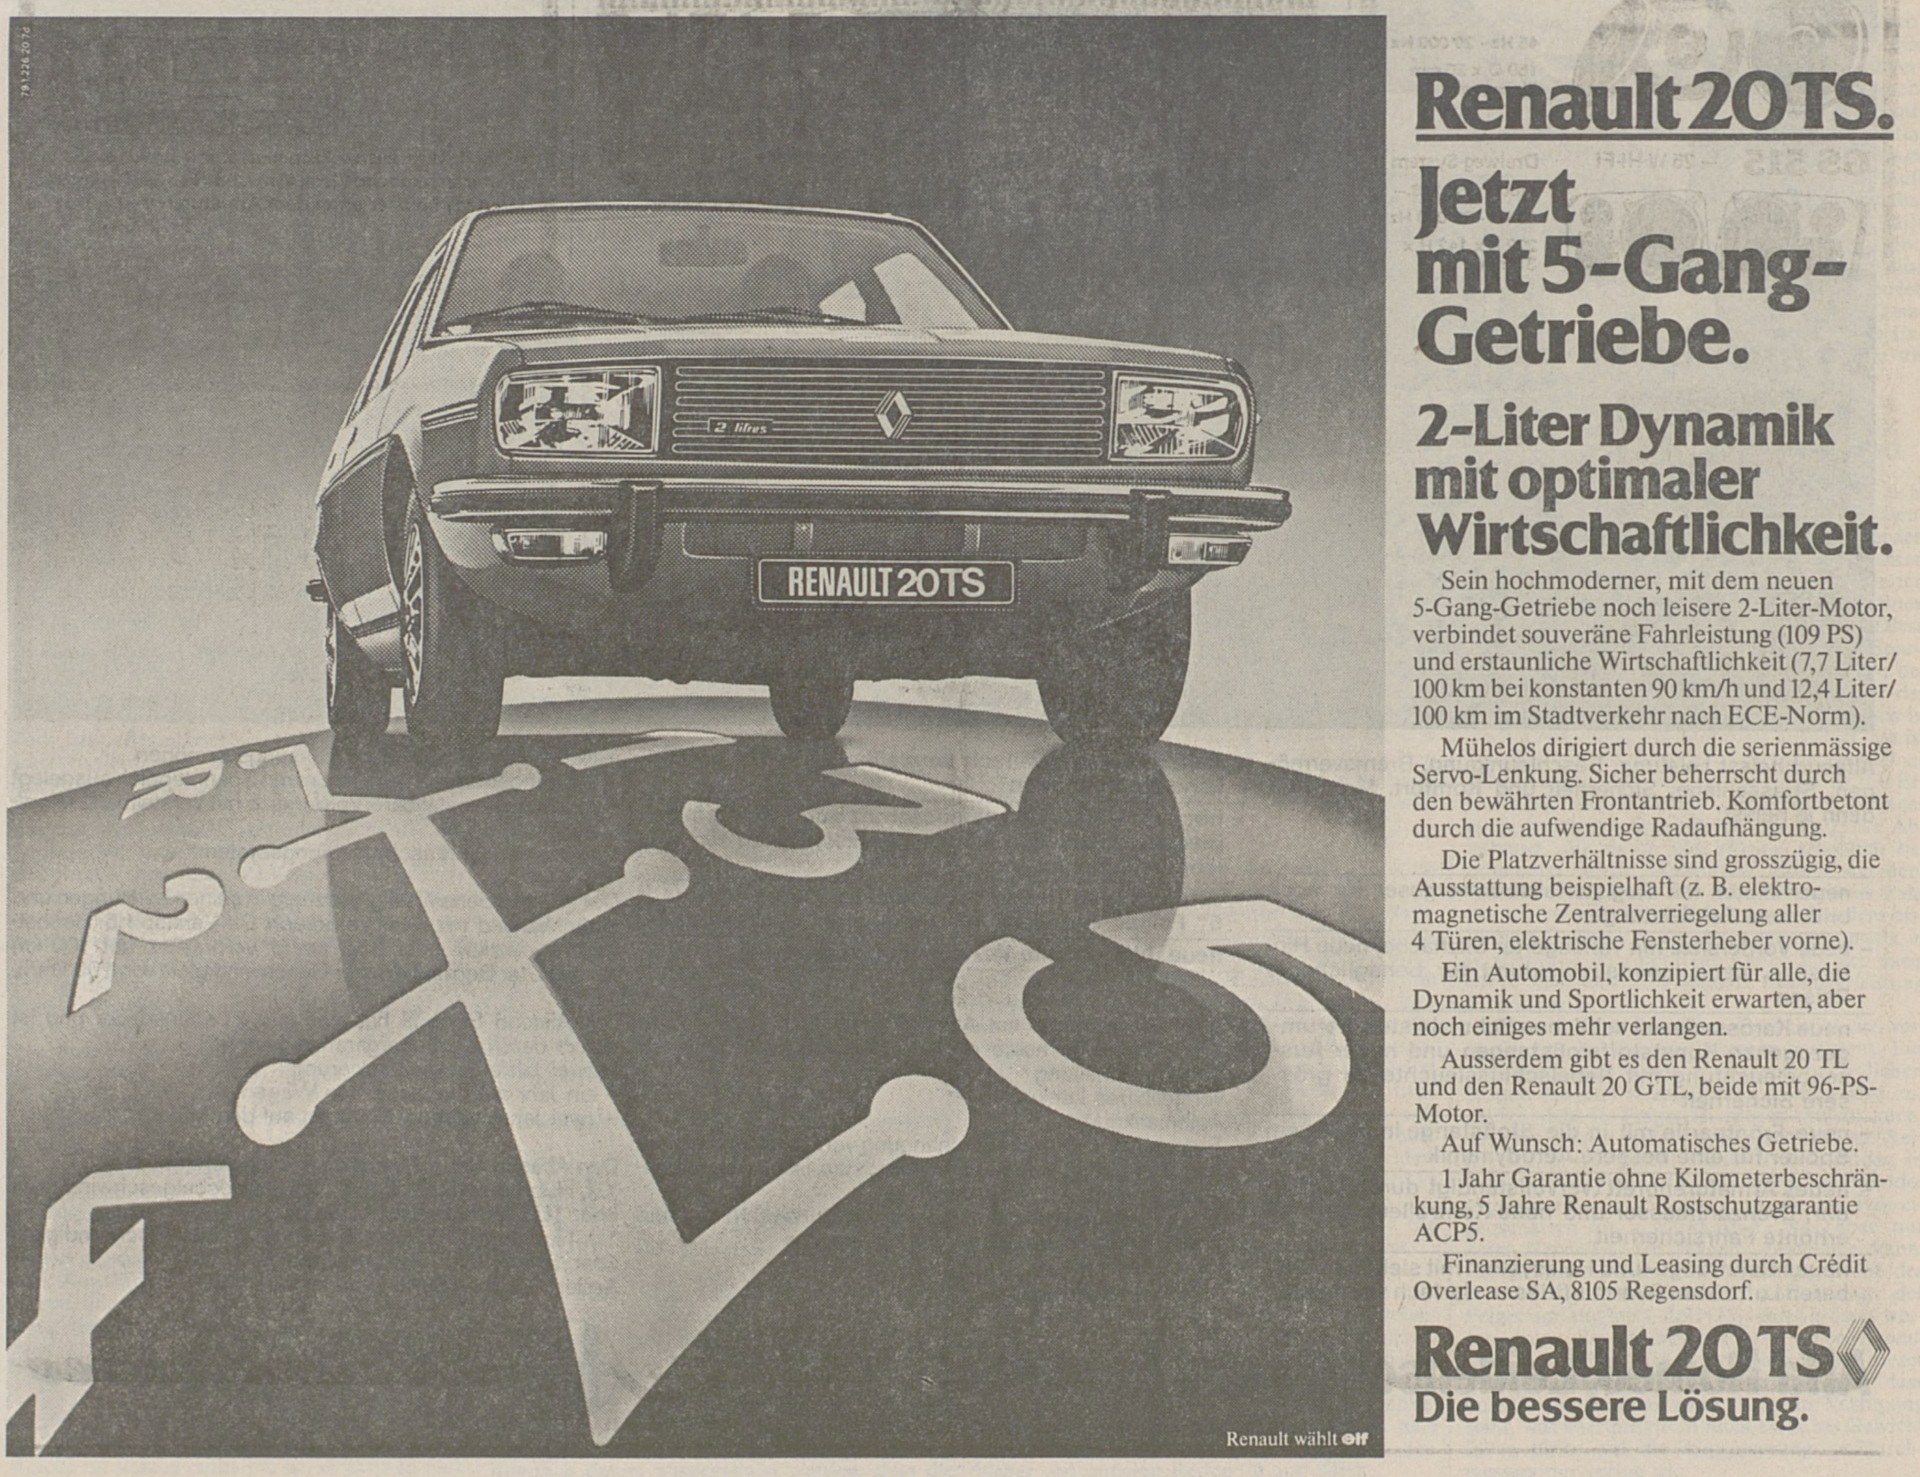 79.1.226 20 7d
2 litres
RENAULT 20TS
R 1
2 3
4 5
Renault wählt elf
Renault 20 TS.
Jetzt
mit 5-Gang-
Getriebe.
2-Liter Dynamik
mit optimaler
Wirtschaftlichkeit.
Sein hochmoderner, mit dem neuen
5-Gang-Getriebe noch leisere 2-Liter-Motor,
verbindet souveräne Fahrleistung (109 PS)
und erstaunliche Wirtschaftlichkeit (7,7 Liter/
100 km bei konstanten 90 km/h und 12,4 Liter/
100 km im Stadtverkehr nach ECE-Norm).
Mühelos dirigiert durch die serienmässige
Servo-Lenkung. Sicher beherrscht durch
den bewährten Frontantrieb. Komfortbetont
durch die aufwendige Radaufhängung.
Die Platzverhältnisse sind grosszügig, die
Ausstattung beispielhaft (z. B. elektro-
magnetische Zentralverriegelung aller
4 Türen, elektrische Fensterheber vorne).
Ein Automobil, konzipiert für alle, die
Dynamik und Sportlichkeit erwarten, aber
noch einiges mehr verlangen.
Ausserdem gibt es den Renault 20 TL
und den Renault 20 GTL, beide mit 96-PS-
Motor.
Auf Wunsch: Automatisches Getriebe.
1 Jahr Garantie ohne Kilometerbeschrän-
kung, 5 Jahre Renault Rostschutzgarantie
ACP5.
Finanzierung und Leasing durch Crédit
Overlease SA, 8105 Regensdorf.
Renault 20 TS
Die bessere Lösung.